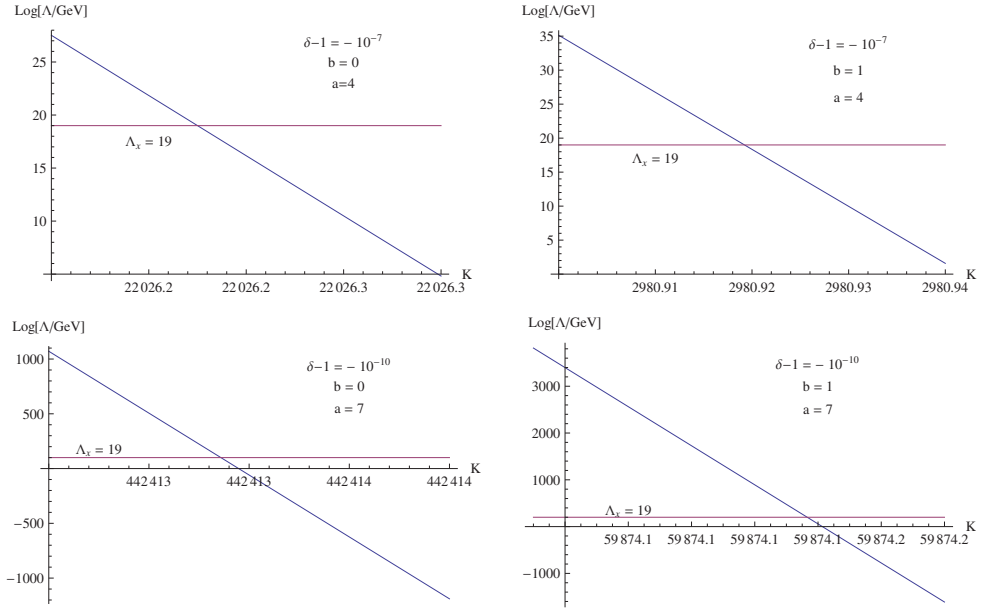 Log[Λ/GeV]
25
20
15
10
δ−1 = − 10⁻⁷
b = 0
a=4
Λₓ = 19
K
22 026.2
22 026.2
22 026.3
22 026.3
Log[Λ/GeV]
35
30
25
20
15
10
5
δ−1 = − 10⁻⁷
b = 1
a = 4
Λₓ = 19
K
2980.91
2980.92
2980.93
2980.94
Log[Λ/GeV]
1000
500
−500
−1000
δ−1 = − 10⁻¹⁰
b = 0
a = 7
Λₓ = 19
K
442 413
442 413
442 414
442 414
Log[Λ/GeV]
3000
2000
1000
−1000
δ−1 = − 10⁻¹⁰
b = 1
a = 7
Λₓ = 19
K
59 874.1
59 874.1
59 874.1
59 874.1
59 874.2
59 874.2